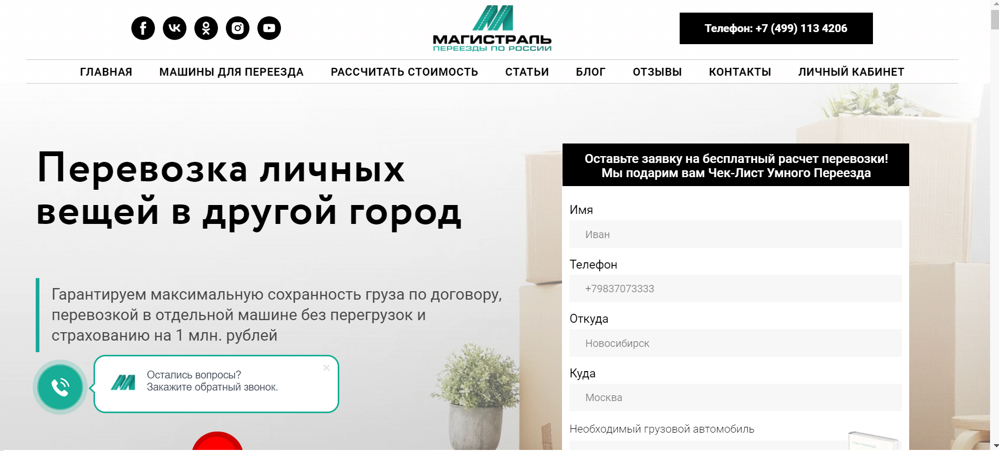 МАГИСТРАЛЬ
ПЕРЕЕЗДЫ ПО РОССИИ
Телефон: +7 (499) 113 4206
ГЛАВНАЯ
МАШИНЫ ДЛЯ ПЕРЕЕЗДА
РАССЧИТАТЬ СТОИМОСТЬ
СТАТЬИ
БЛОГ
ОТЗЫВЫ
КОНТАКТЫ
ЛИЧНЫЙ КАБИНЕТ
Перевозка личных
вещей в другой город
Гарантируем максимальную сохранность груза по договору,
перевозкой в отдельной машине без перегрузок и
страхованию на 1 млн. рублей
Остались вопросы?
Закажите обратный звонок.
Оставьте заявку на бесплатный расчет перевозки!
Мы подарим вам Чек-Лист Умного Переезда
Имя
Иван
Телефон
+79837073333
Откуда
Новосибирск
Куда
Москва
Необходимый грузовой автомобиль